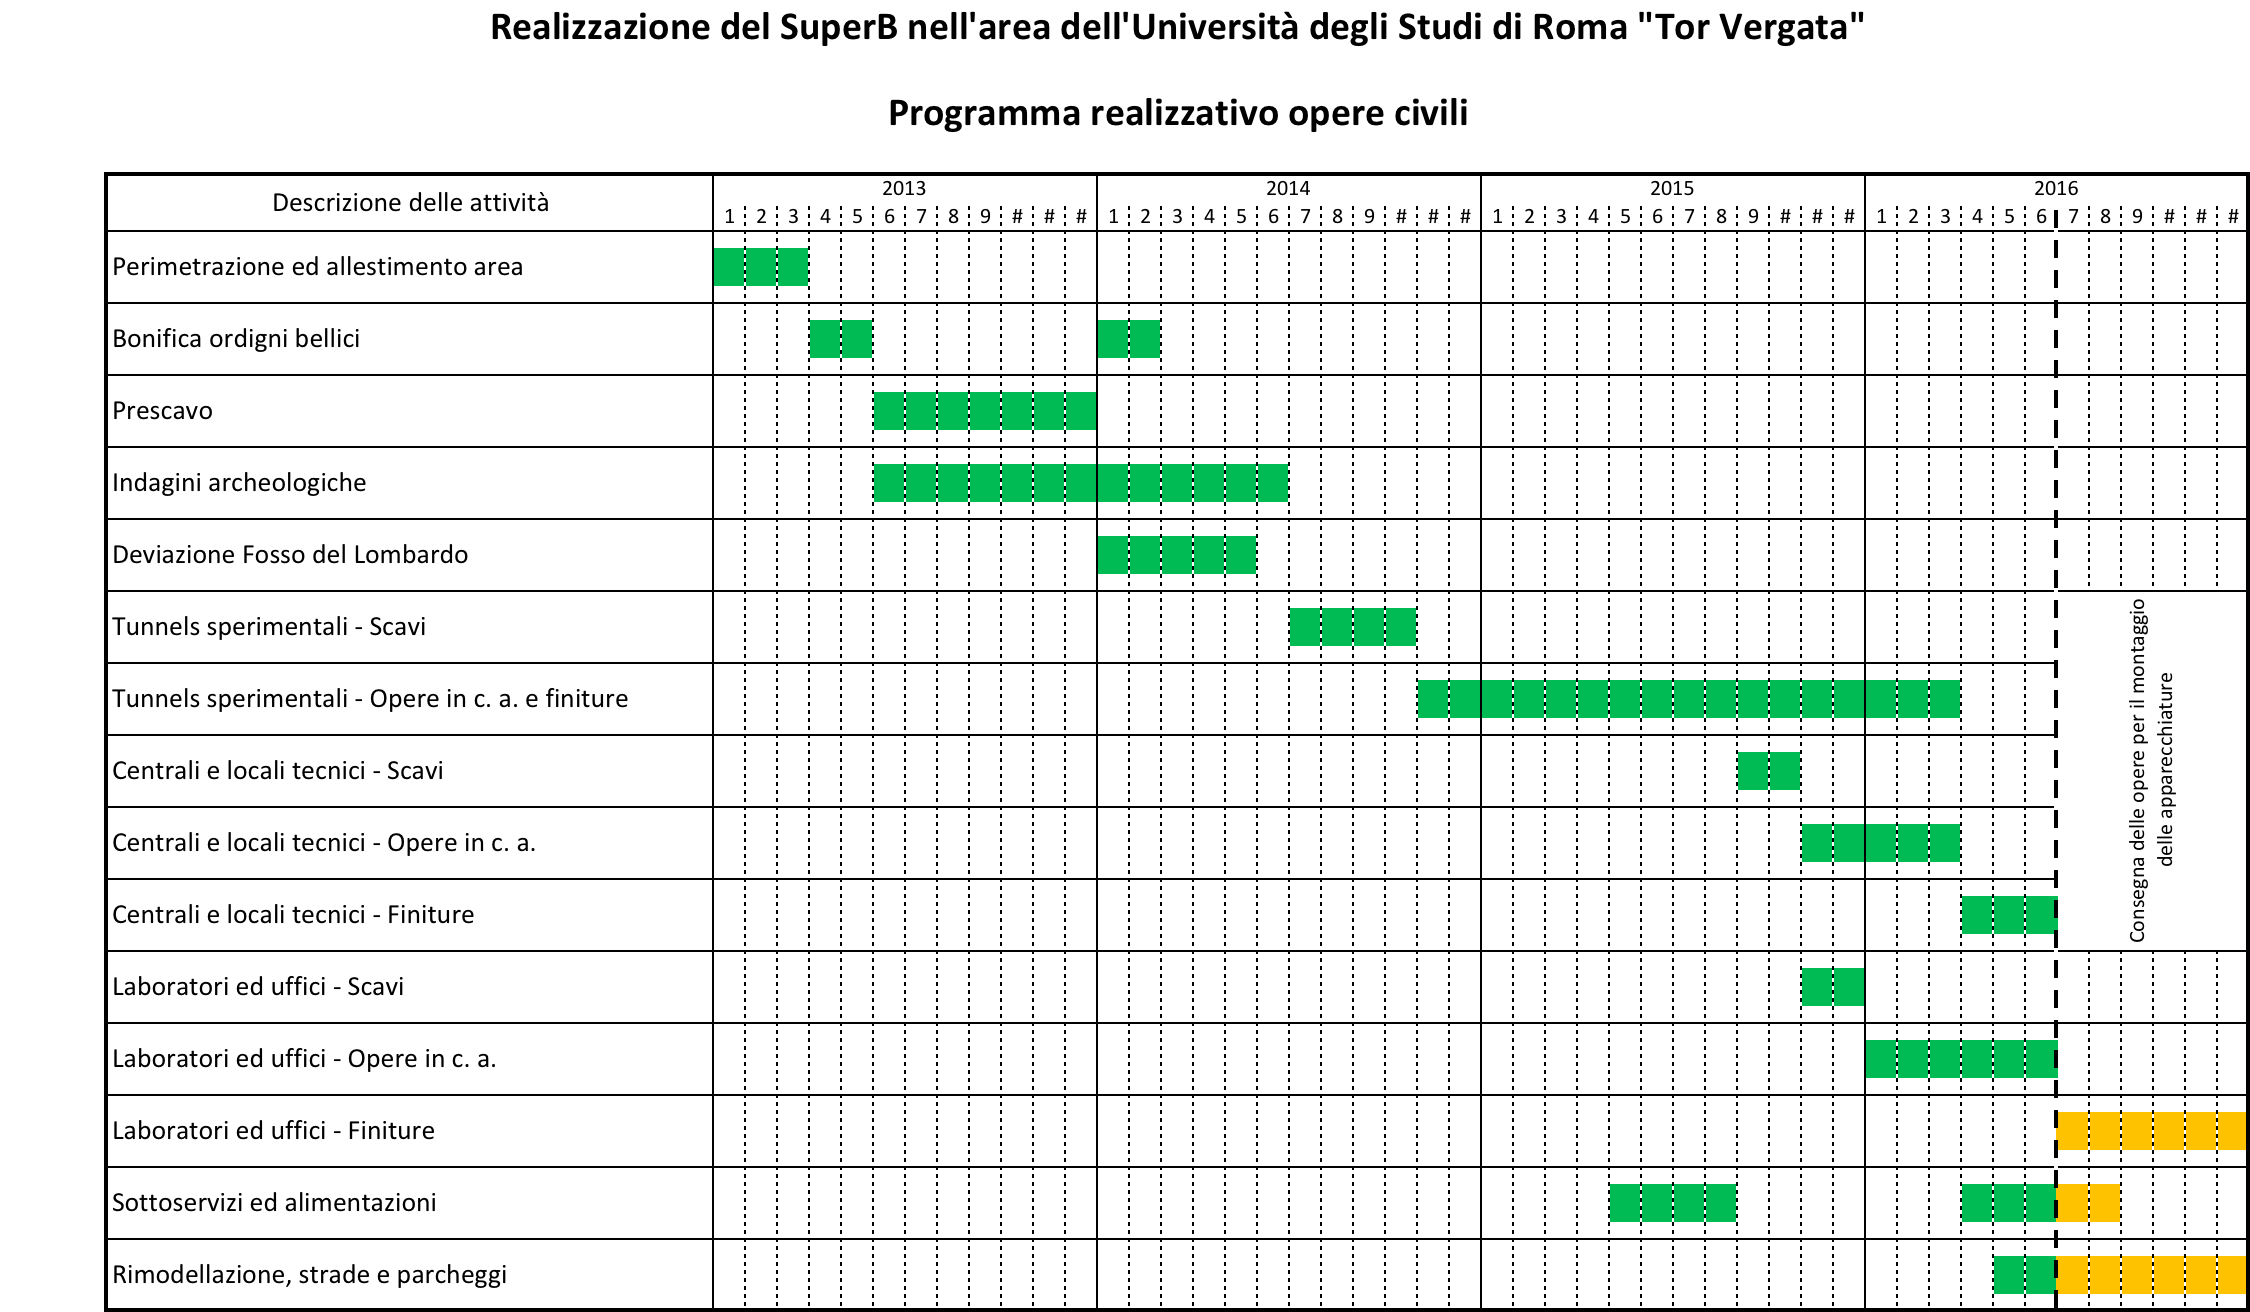 Realizzazione del SuperB nell'area dell'Università degli Studi di Roma "Tor Vergata"
Programma realizzativo opere civili
Descrizione delle attività
2013 2014 2015 2016
1 2 3 4 5 6 7 8 9 # # # 1 2 3 4 5 6 7 8 9 # # # 1 2 3 4 5 6 7 8 9 # # # 1 2 3 4 5 6 7 8 9 # # #
Perimetrazione ed allestimento area
Bonifica ordigni bellici
Prescavo
Indagini archeologiche
Deviazione Fosso del Lombardo
Tunnels sperimentali - Scavi
Tunnels sperimentali - Opere in c. a. e finiture
Centrali e locali tecnici - Scavi
Centrali e locali tecnici - Opere in c. a.
Centrali e locali tecnici - Finiture
Consegna delle opere per il montaggio
delle apparecchiature
Laboratori ed uffici - Scavi
Laboratori ed uffici - Opere in c. a.
Laboratori ed uffici - Finiture
Sottoservizi ed alimentazioni
Rimodellazione, strade e parcheggi